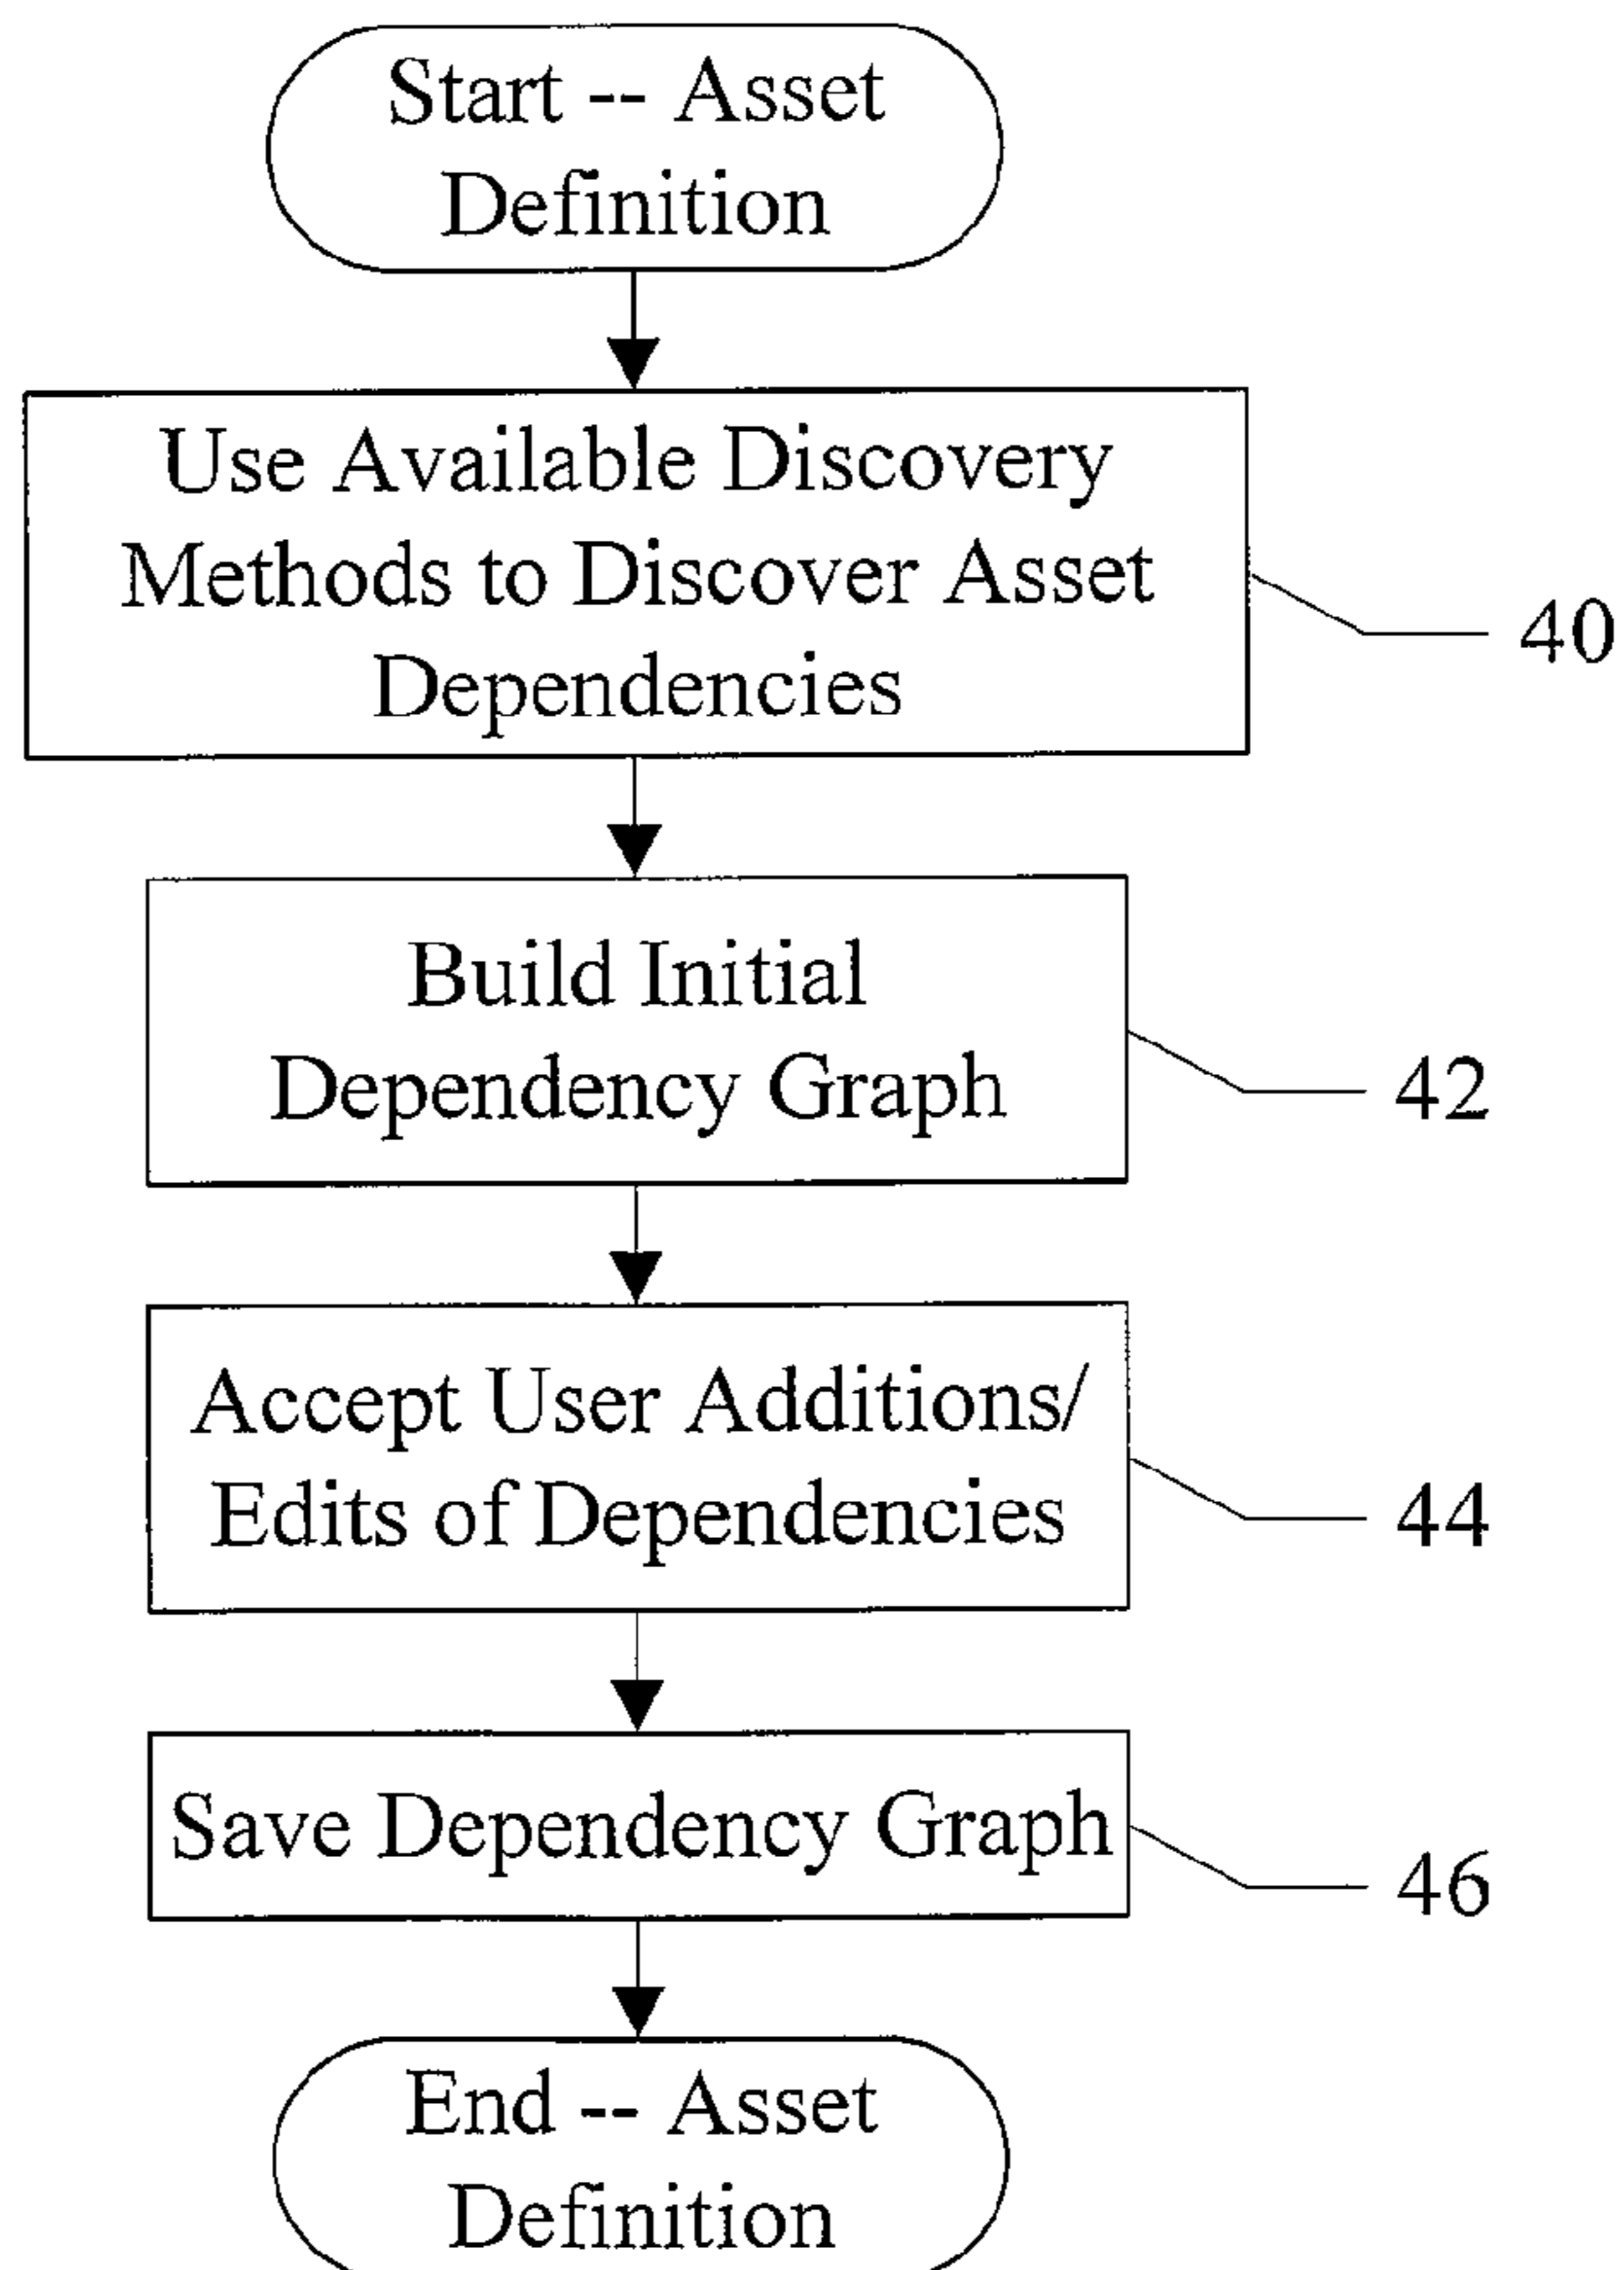 Start -- Asset
Definition
Use Available Discovery
Methods to Discover Asset
Dependencies
40
Build Initial
Dependency Graph
42
Accept User Additions/
Edits of Dependencies
44
Save Dependency Graph
46
End -- Asset
Definition